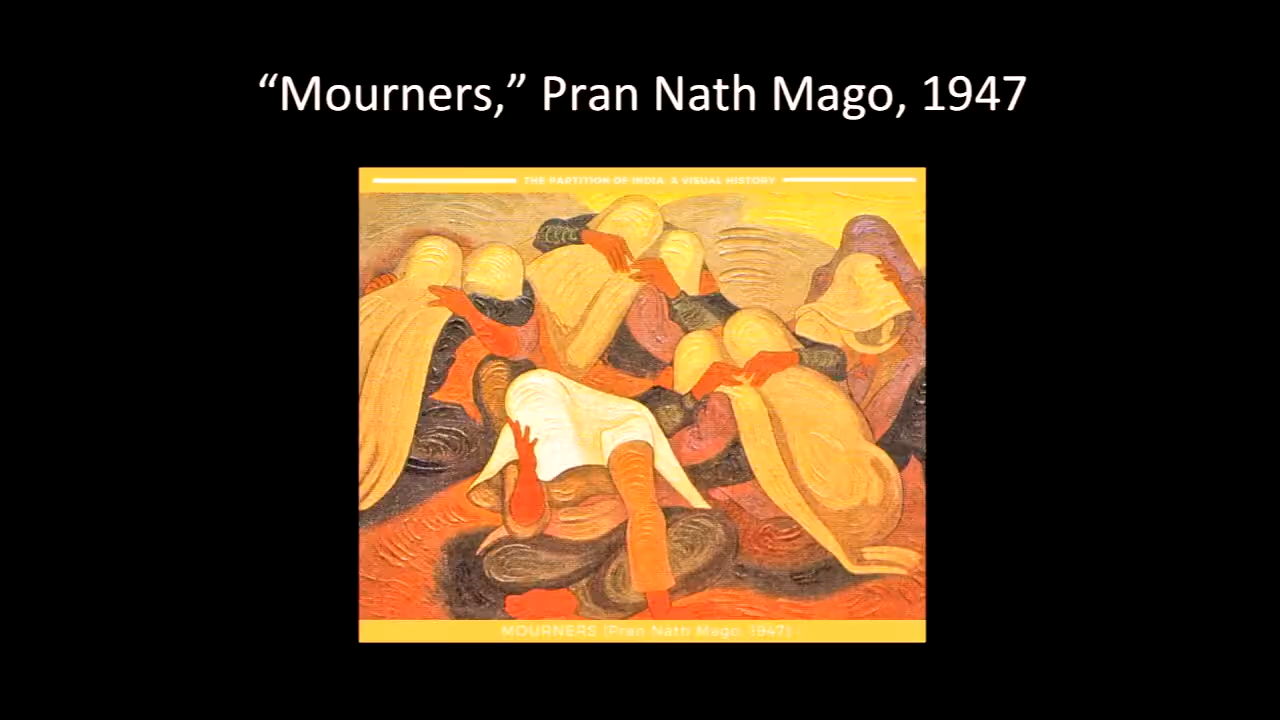 “Mourners,” Pran Nath Mago, 1947
THE PARTITION OF INDIA: A VISUAL HISTORY
MOURNERS (Pran Nath Mago, 1947)